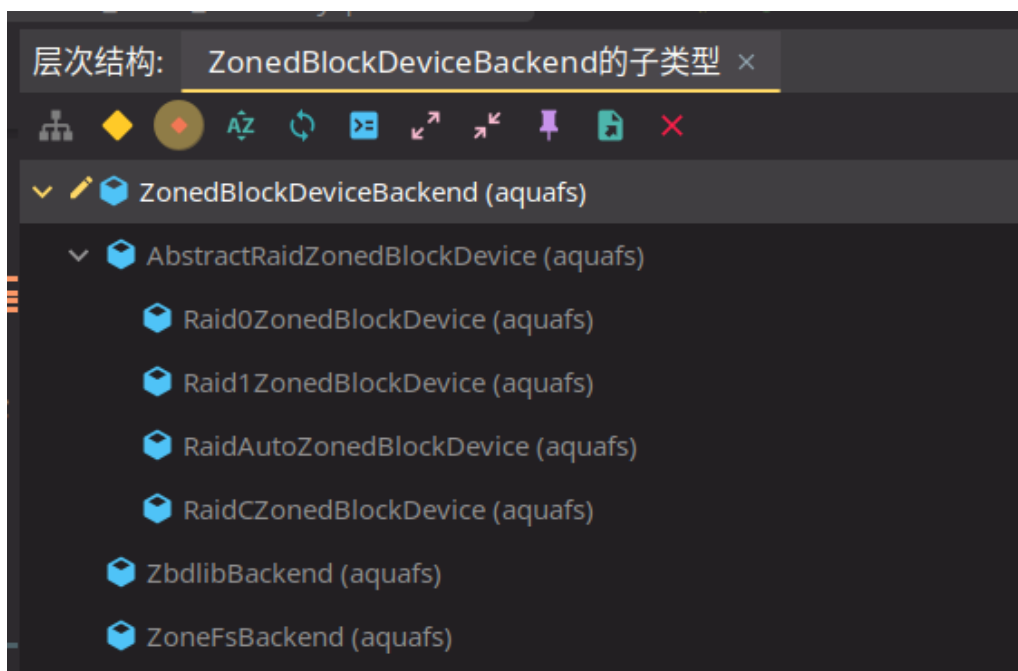 层次结构: ZonedBlockDeviceBackend的子类型 ×
ZonedBlockDeviceBackend (aquafs)
AbstractRaidZonedBlockDevice (aquafs)
Raid0ZonedBlockDevice (aquafs)
Raid1ZonedBlockDevice (aquafs)
RaidAutoZonedBlockDevice (aquafs)
RaidCZonedBlockDevice (aquafs)
ZbdlibBackend (aquafs)
ZoneFsBackend (aquafs)